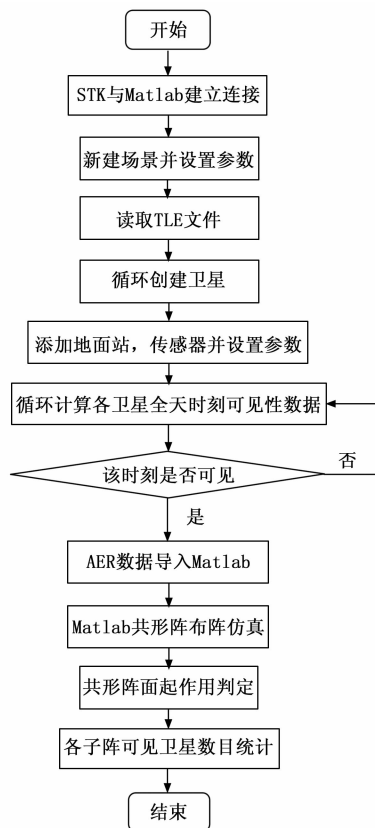 开始
STK与Matlab建立连接
新建场景并设置参数
读取TLE文件
循环创建卫星
添加地面站，传感器并设置参数
循环计算各卫星全天时刻可见性数据
该时刻是否可见
否
是
AER数据导入Matlab
Matlab共形阵布阵仿真
共形阵面起作用判定
各子阵可见卫星数目统计
结束